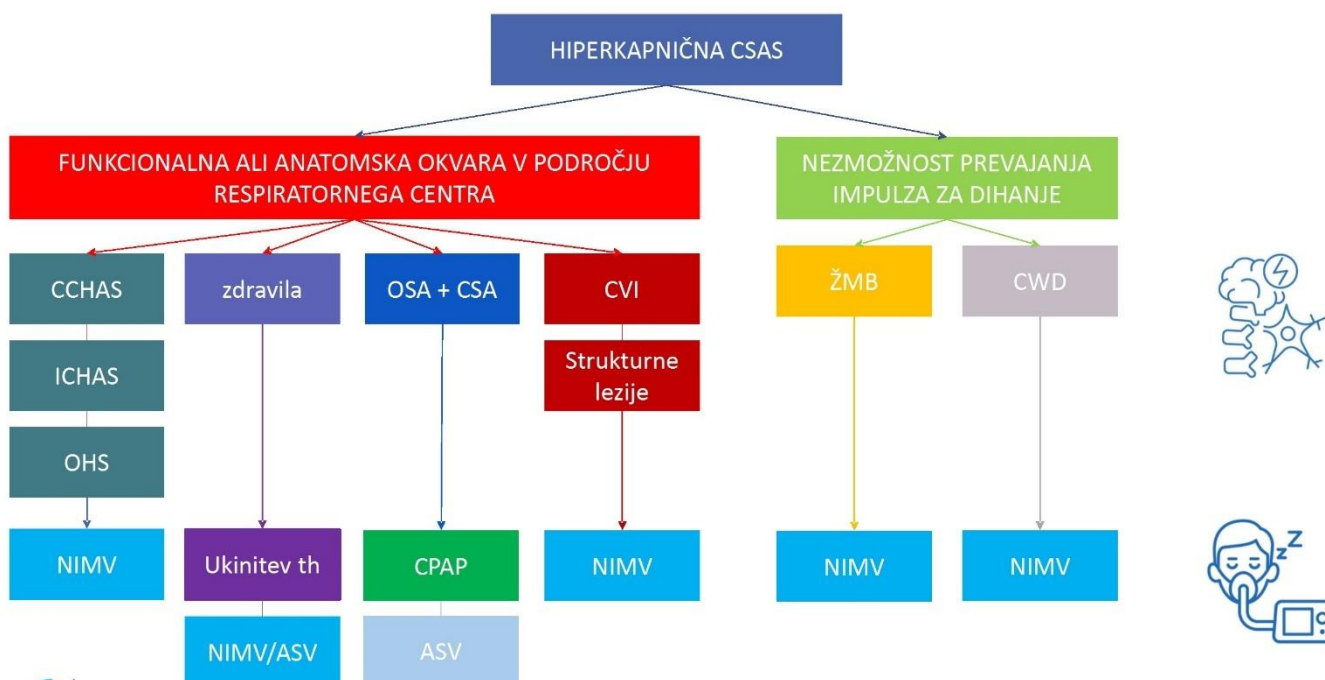 HIPERKAPNIČNA CSAS
FUNKCIONALNA ALI ANATOMSKA OKVARA V PODROČJU
RESPIRATORNEGA CENTRA
NEZMOŽNOST PREVAJANJA
IMPULZA ZA DIHANJE
CCHAS
zdravila
OSA + CSA
CVI
ŽMB
CWD
ICHAS
Strukturne
lezije
OHS
NIMV
Ukinitev th
CPAP
NIMV
NIMV
NIMV
zZ
NIMV/ASV
ASV